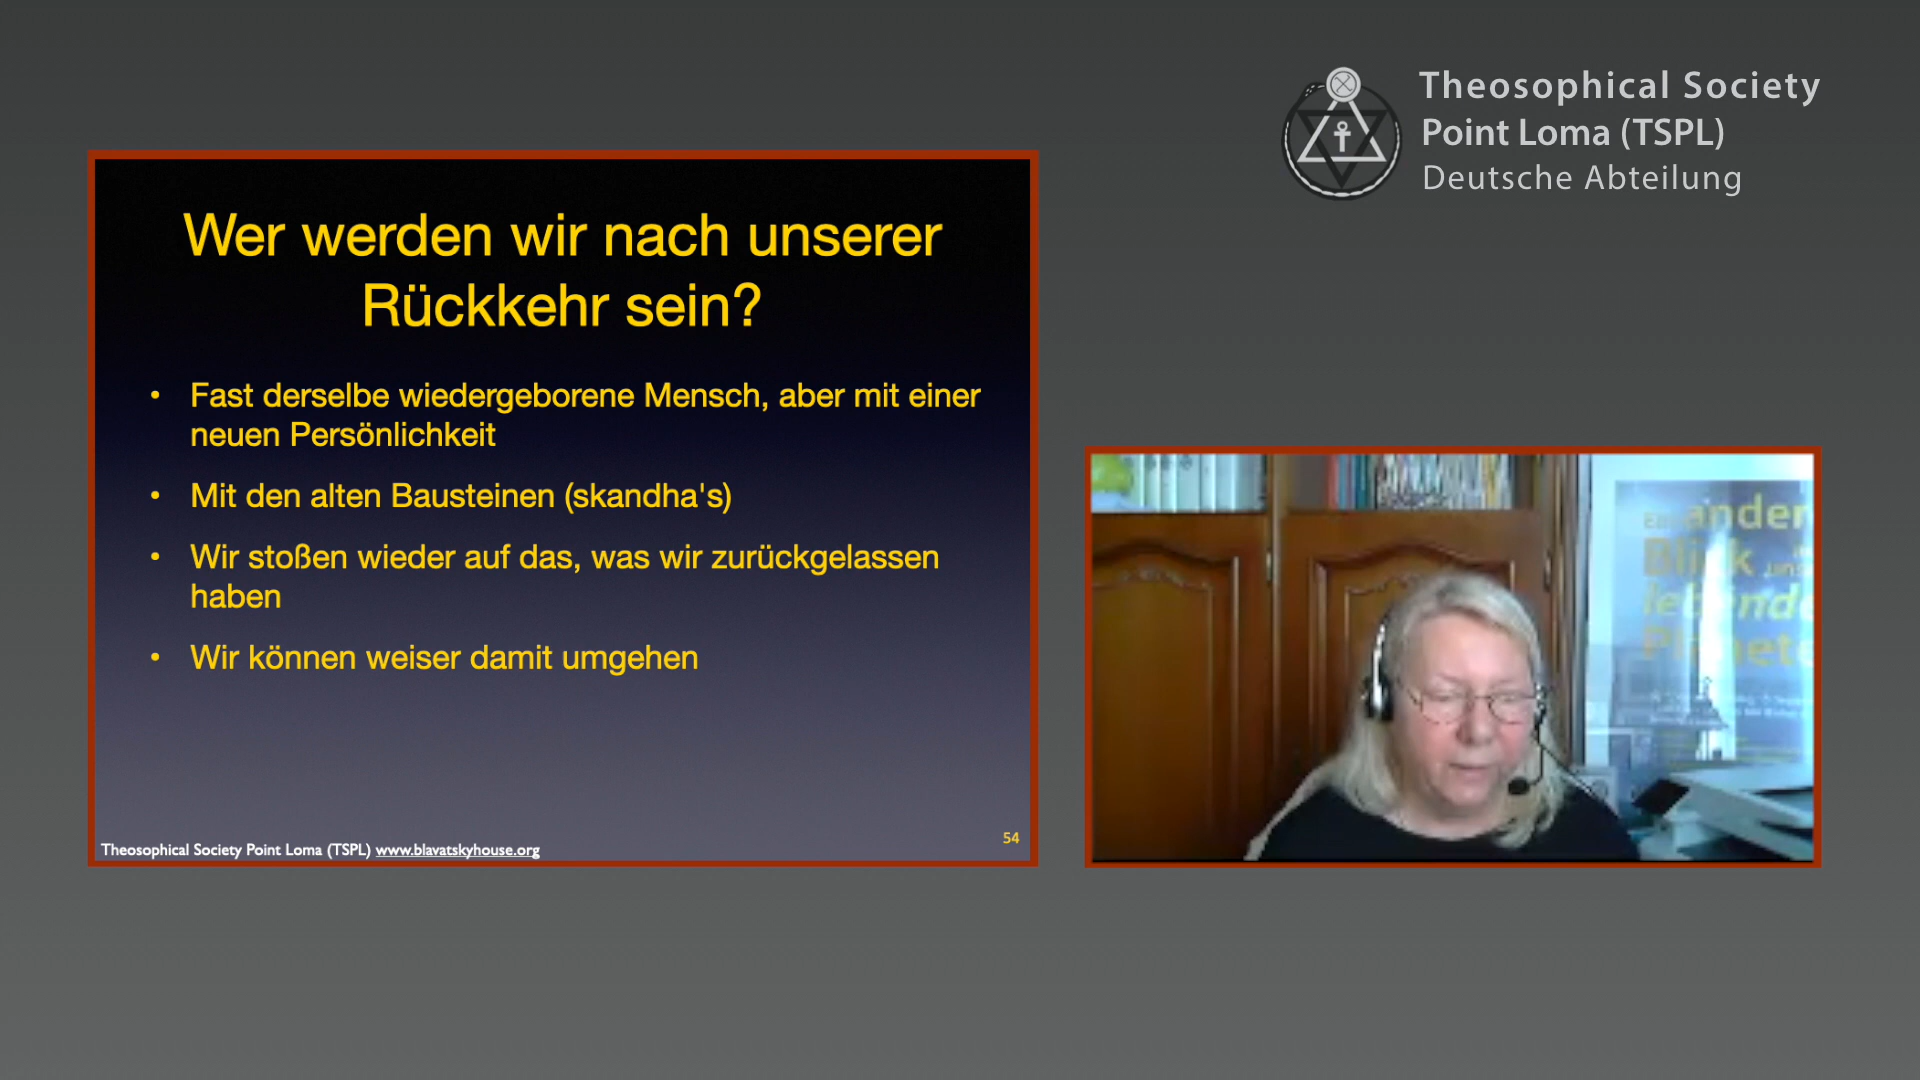 Theosophical Society
Point Loma (TSPL)
Deutsche Abteilung
Wer werden wir nach unserer
Rückkehr sein?
• Fast derselbe wiedergeborene Mensch, aber mit einer
neuen Persönlichkeit
• Mit den alten Bausteinen (skandha's)
• Wir stoßen wieder auf das, was wir zurückgelassen
haben
• Wir können weiser damit umgehen
54
Theosophical Society Point Loma (TSPL) www.blavatskyhouse.org
ander
Blick